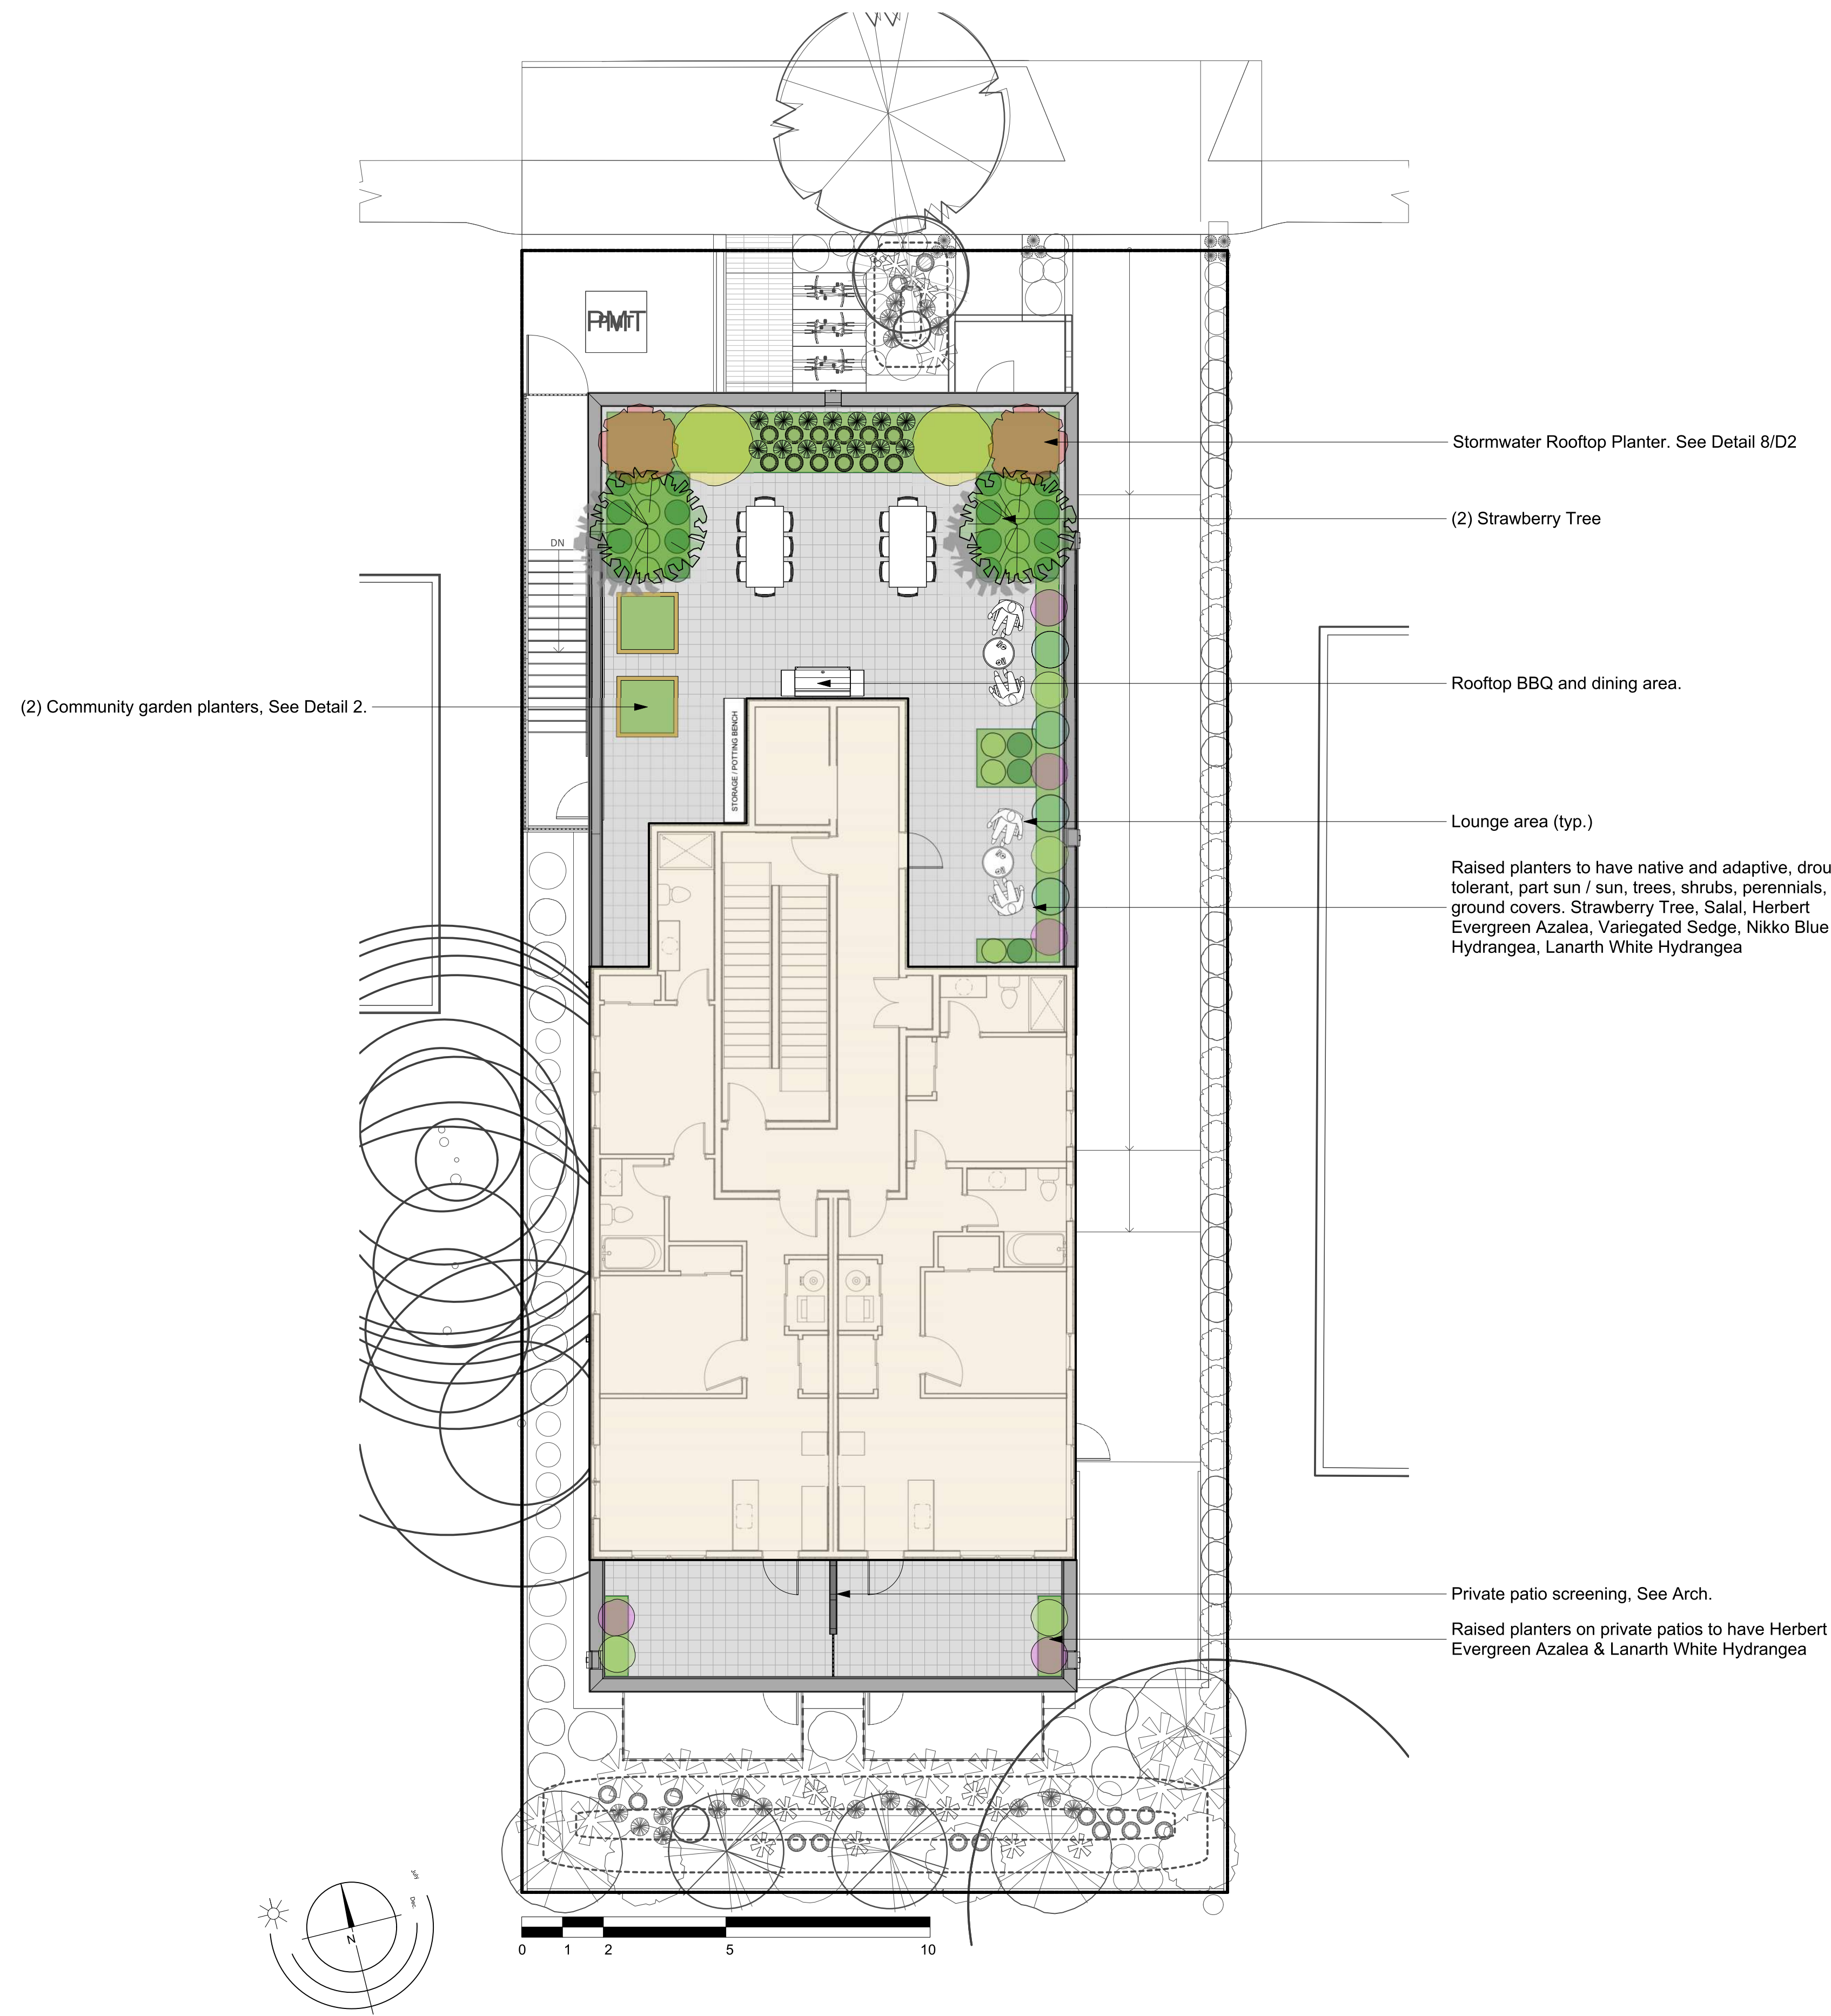 PMT
Stormwater Rooftop Planter. See Detail 8/D2
(2) Strawberry Tree
DN
Rooftop BBQ and dining area.
(2) Community garden planters, See Detail 2.
STORAGE / POTTING BENCH
Lounge area (typ.)
Raised planters to have native and adaptive, drou
tolerant, part sun / sun, trees, shrubs, perennials,
ground covers. Strawberry Tree, Salal, Herbert
Evergreen Azalea, Variegated Sedge, Nikko Blue
Hydrangea, Lanarth White Hydrangea
Private patio screening, See Arch.
Raised planters on private patios to have Herbert
Evergreen Azalea & Lanarth White Hydrangea
July
Dec.
N
0 1 2 5 10